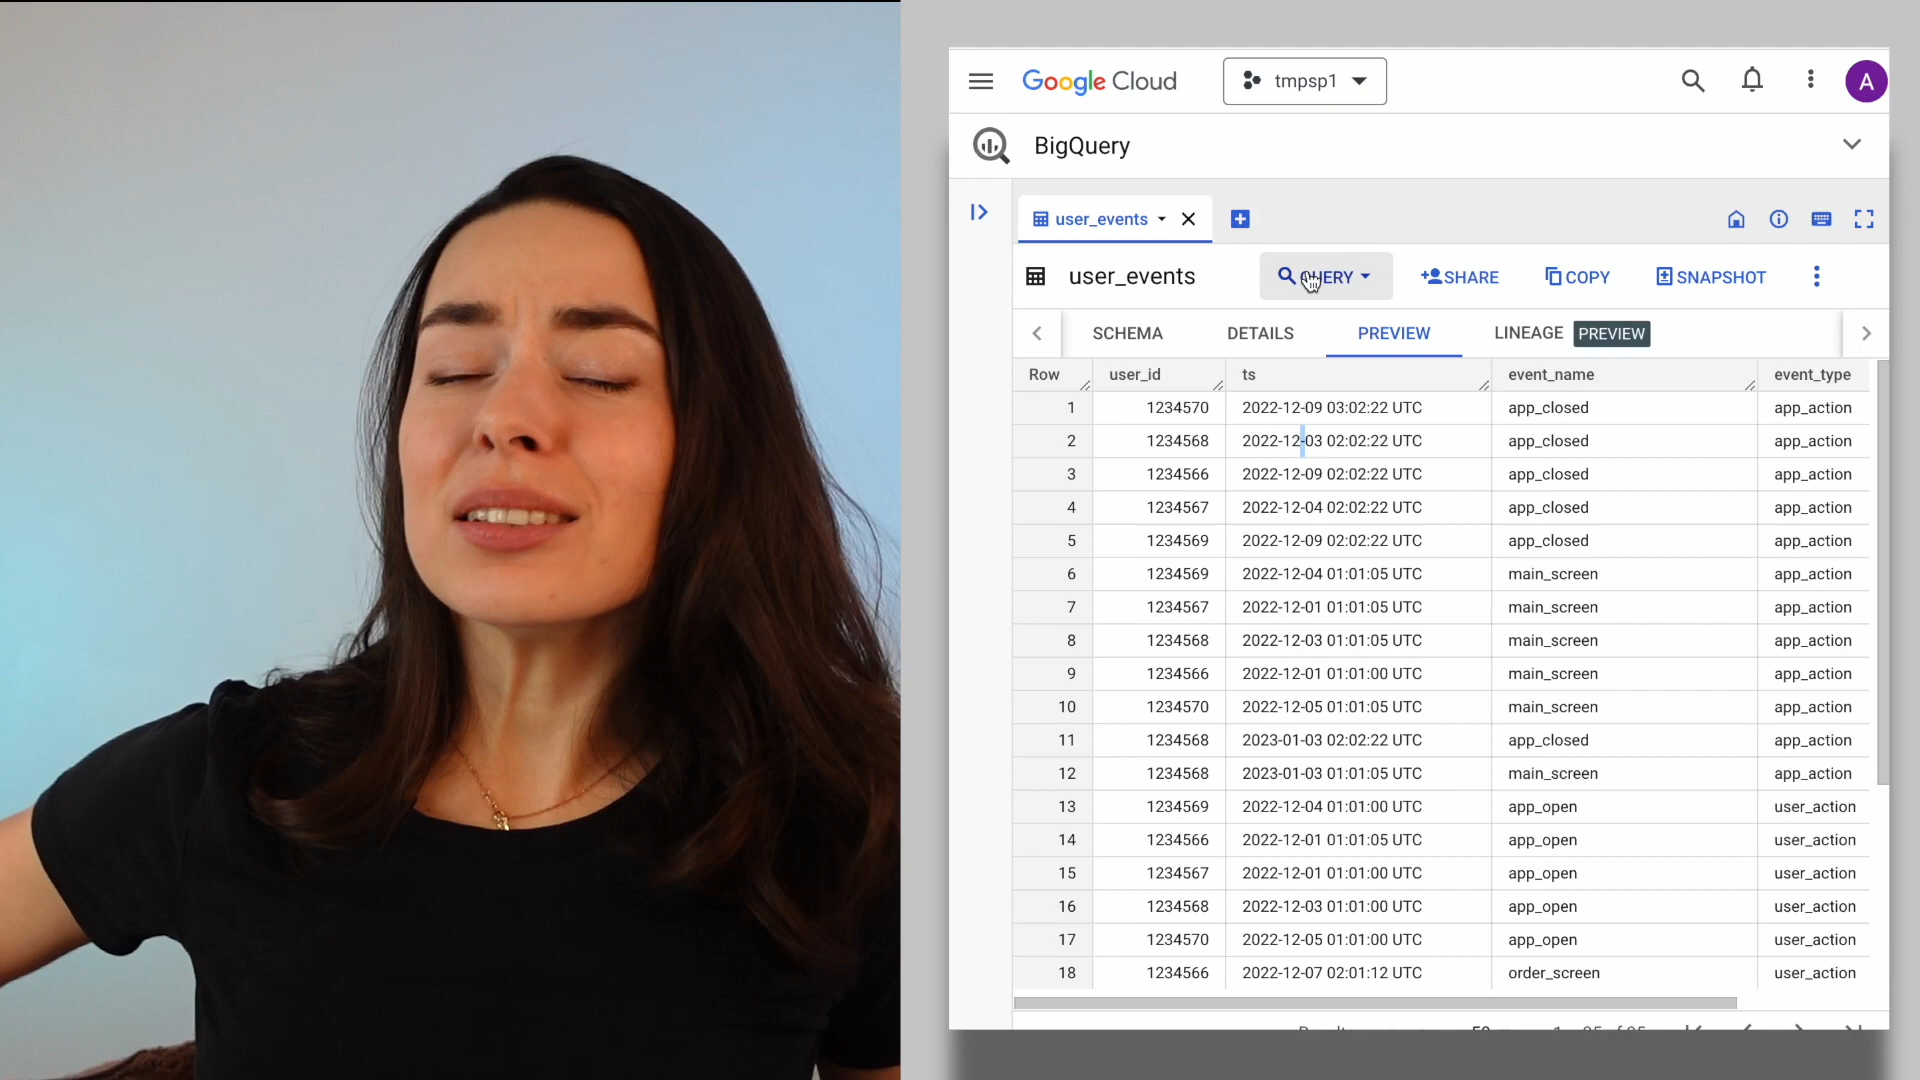 Google Cloud tmpsp1 A
BigQuery
user_events
user_events QUERY SHARE COPY SNAPSHOT
SCHEMA DETAILS PREVIEW LINEAGE PREVIEW
Row user_id ts event_name event_type
1 1234570 2022-12-09 03:02:22 UTC app_closed app_action
2 1234568 2022-12-03 02:02:22 UTC app_closed app_action
3 1234566 2022-12-09 02:02:22 UTC app_closed app_action
4 1234567 2022-12-04 02:02:22 UTC app_closed app_action
5 1234569 2022-12-09 02:02:22 UTC app_closed app_action
6 1234569 2022-12-04 01:01:05 UTC main_screen app_action
7 1234567 2022-12-01 01:01:05 UTC main_screen app_action
8 1234568 2022-12-03 01:01:05 UTC main_screen app_action
9 1234566 2022-12-01 01:01:00 UTC main_screen app_action
10 1234570 2022-12-05 01:01:05 UTC main_screen app_action
11 1234568 2023-01-03 02:02:22 UTC app_closed app_action
12 1234568 2023-01-03 01:01:05 UTC main_screen app_action
13 1234569 2022-12-04 01:01:00 UTC app_open user_action
14 1234566 2022-12-01 01:01:05 UTC app_open user_action
15 1234567 2022-12-01 01:01:00 UTC app_open user_action
16 1234568 2022-12-03 01:01:00 UTC app_open user_action
17 1234570 2022-12-05 01:01:00 UTC app_open user_action
18 1234566 2022-12-07 02:01:12 UTC order_screen user_action